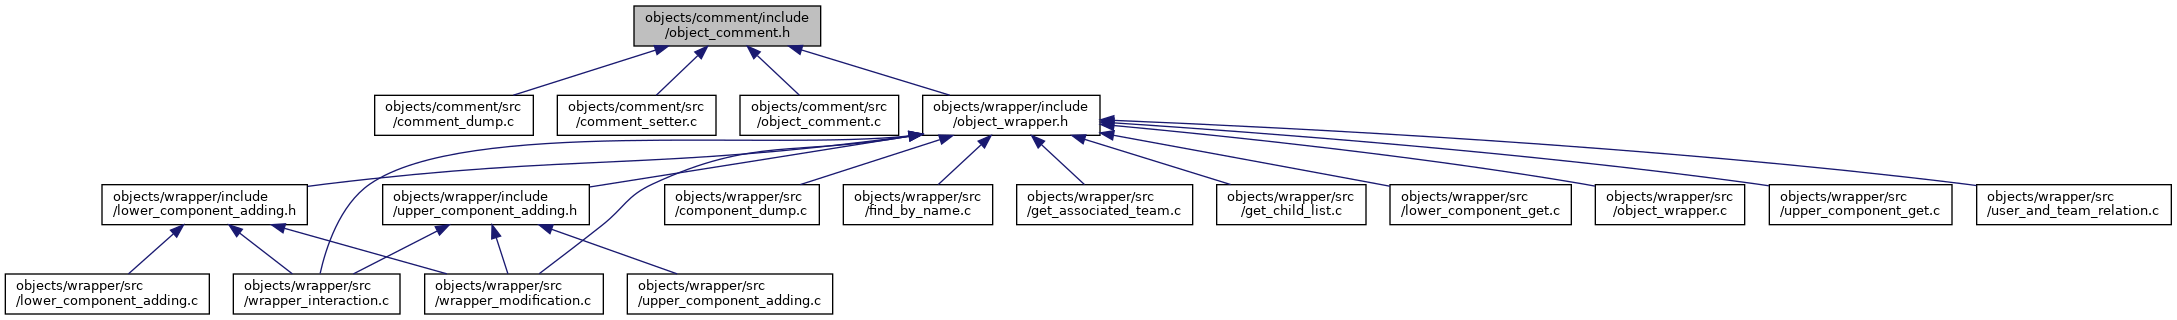 objects/comment/include
/object_comment.h
objects/comment/src
/comment_dump.c
objects/comment/src
/comment_setter.c
objects/comment/src
/object_comment.c
objects/wrapper/include
/object_wrapper.h
objects/wrapper/include
/lower_component_adding.h
objects/wrapper/include
/upper_component_adding.h
objects/wrapper/src
/component_dump.c
objects/wrapper/src
/find_by_name.c
objects/wrapper/src
/get_associated_team.c
objects/wrapper/src
/get_child_list.c
objects/wrapper/src
/lower_component_get.c
objects/wrapper/src
/object_wrapper.c
objects/wrapper/src
/upper_component_get.c
objects/wrapper/src
/user_and_team_relation.c
objects/wrapper/src
/lower_component_adding.c
objects/wrapper/src
/wrapper_interaction.c
objects/wrapper/src
/wrapper_modification.c
objects/wrapper/src
/upper_component_adding.c